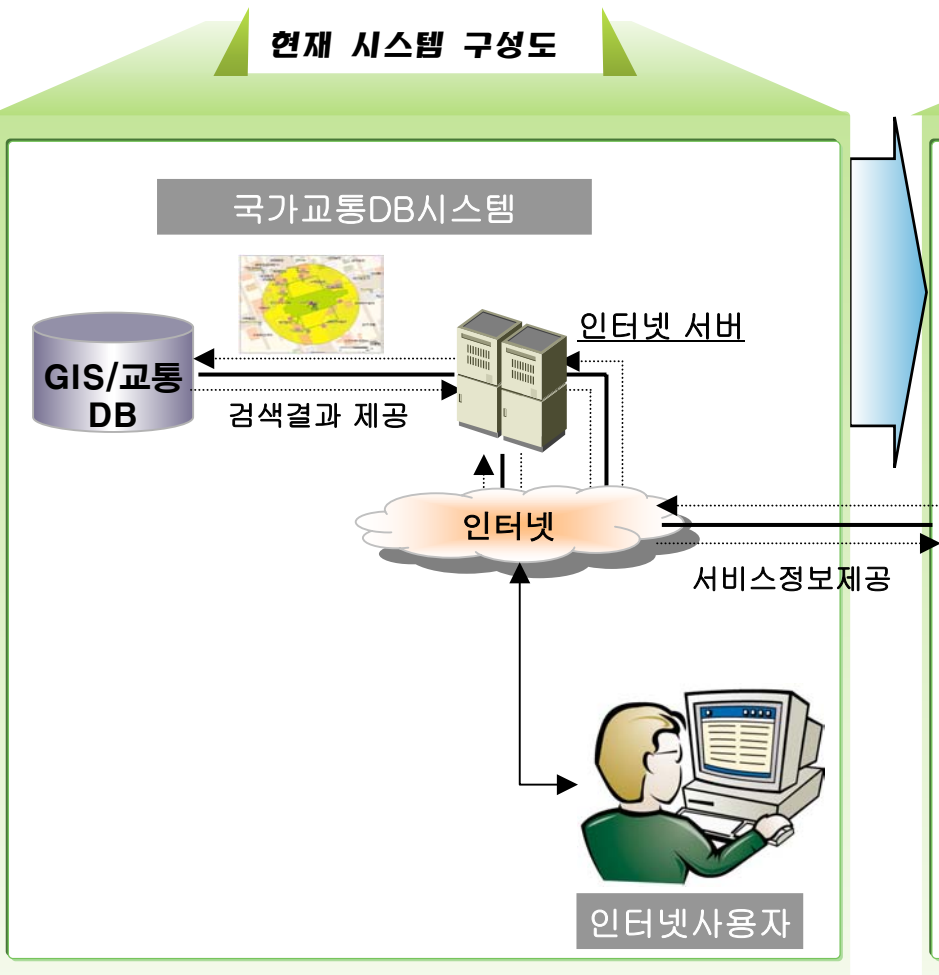 현재 시스템 구성도
국가교통DB시스템
인터넷 서버
GIS/교통
DB
검색결과 제공
인터넷
서비스정보제공
인터넷사용자